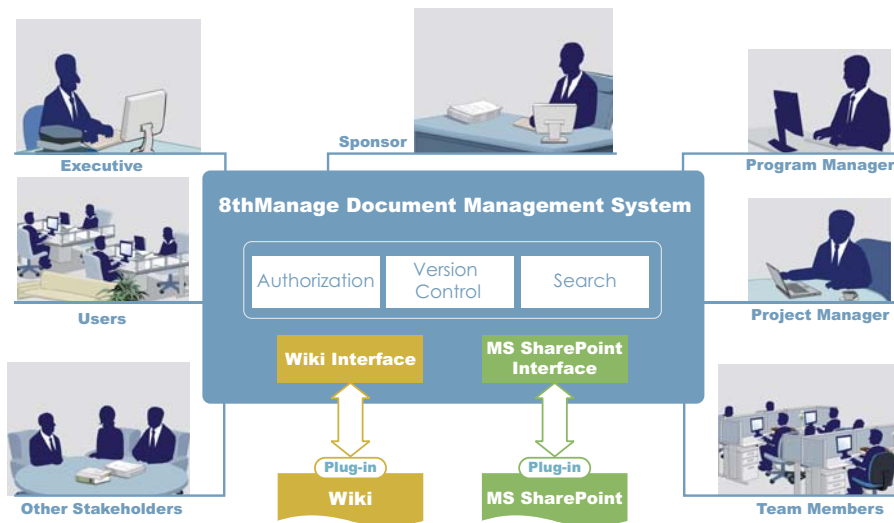 Sponsor
Executive
Program Manager
8thManage Document Management System
Authorization
Version
Control
Search
Users
Project Manager
Wiki Interface
MS SharePoint
Interface
Plug-in
Wiki
Plug-in
MS SharePoint
Other Stakeholders
Team Members